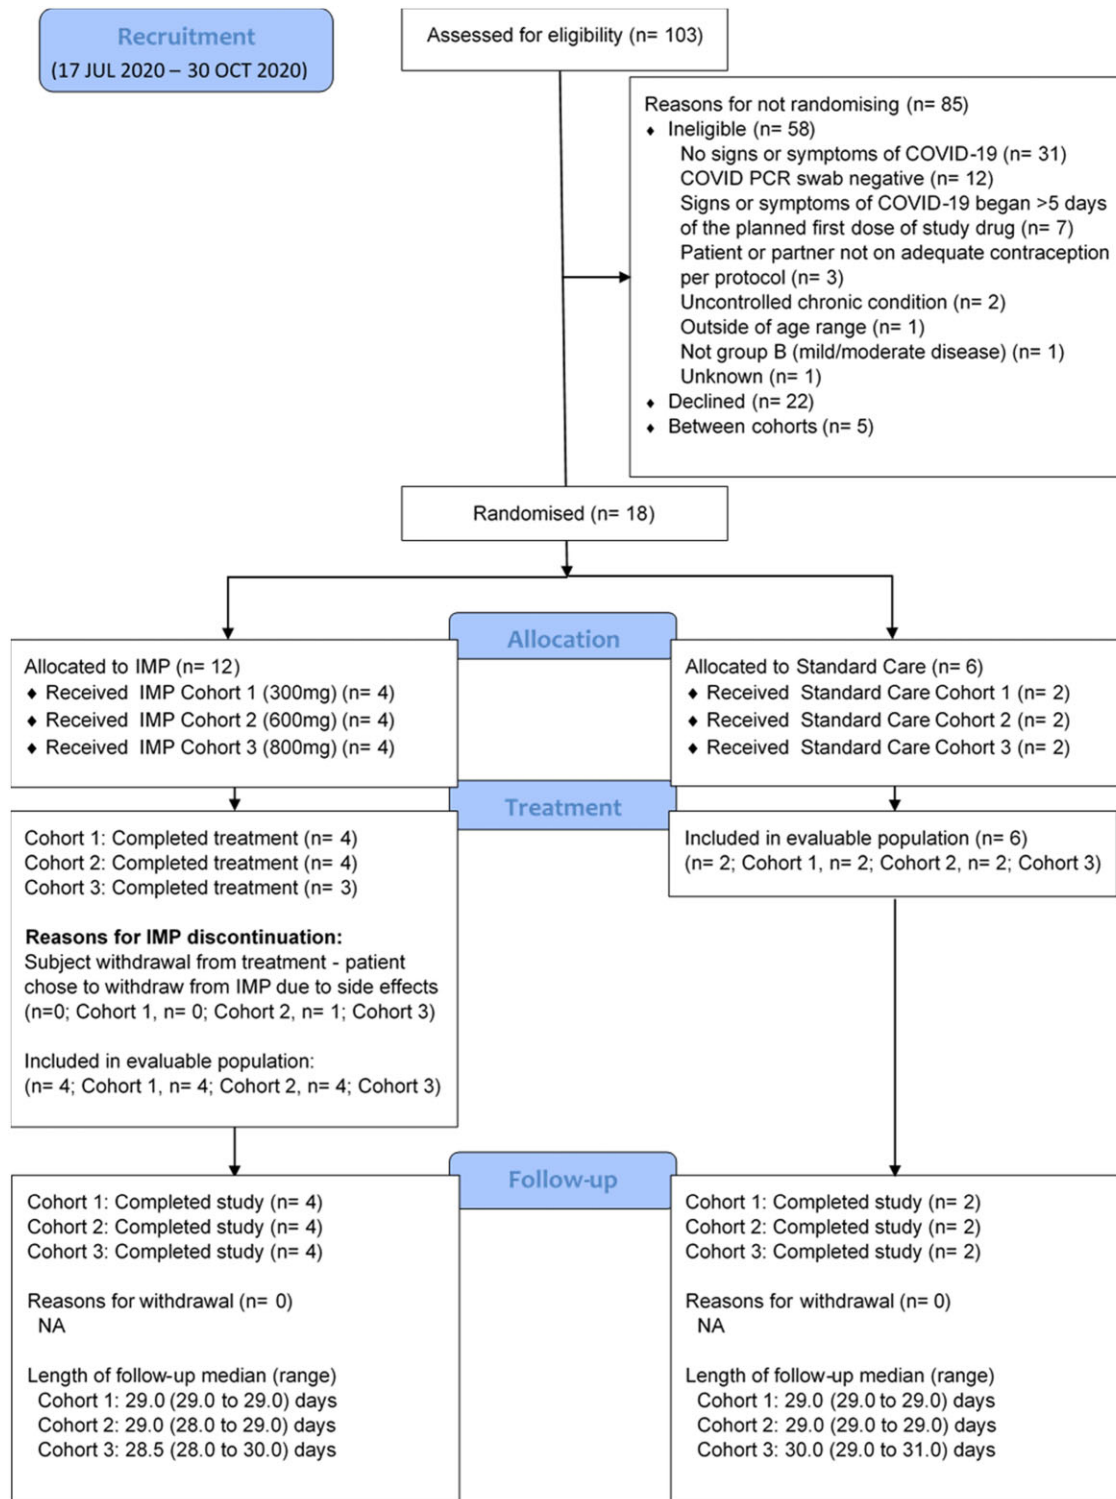 Recruitment
(17 JUL 2020 – 30 OCT 2020)
Assessed for eligibility (n= 103)
Reasons for not randomising (n= 85)
♦ Ineligible (n= 58)
No signs or symptoms of COVID-19 (n= 31)
COVID PCR swab negative (n= 12)
Signs or symptoms of COVID-19 began >5 days
of the planned first dose of study drug (n= 7)
Patient or partner not on adequate contraception
per protocol (n= 3)
Uncontrolled chronic condition (n= 2)
Outside of age range (n= 1)
Not group B (mild/moderate disease) (n= 1)
Unknown (n= 1)
♦ Declined (n= 22)
♦ Between cohorts (n= 5)
Randomised (n= 18)
Allocation
Allocated to IMP (n= 12)
♦ Received IMP Cohort 1 (300mg) (n= 4)
♦ Received IMP Cohort 2 (600mg) (n= 4)
♦ Received IMP Cohort 3 (800mg) (n= 4)
Allocated to Standard Care (n= 6)
♦ Received Standard Care Cohort 1 (n= 2)
♦ Received Standard Care Cohort 2 (n= 2)
♦ Received Standard Care Cohort 3 (n= 2)
Treatment
Cohort 1: Completed treatment (n= 4)
Cohort 2: Completed treatment (n= 4)
Cohort 3: Completed treatment (n= 3)
Reasons for IMP discontinuation:
Subject withdrawal from treatment - patient
chose to withdraw from IMP due to side effects
(n=0; Cohort 1, n= 0; Cohort 2, n= 1; Cohort 3)
Included in evaluable population:
(n= 4; Cohort 1, n= 4; Cohort 2, n= 4; Cohort 3)
Included in evaluable population (n= 6)
(n= 2; Cohort 1, n= 2; Cohort 2, n= 2; Cohort 3)
Follow-up
Cohort 1: Completed study (n= 4)
Cohort 2: Completed study (n= 4)
Cohort 3: Completed study (n= 4)
Reasons for withdrawal (n= 0)
NA
Length of follow-up median (range)
Cohort 1: 29.0 (29.0 to 29.0) days
Cohort 2: 29.0 (28.0 to 29.0) days
Cohort 3: 28.5 (28.0 to 30.0) days
Cohort 1: Completed study (n= 2)
Cohort 2: Completed study (n= 2)
Cohort 3: Completed study (n= 2)
Reasons for withdrawal (n= 0)
NA
Length of follow-up median (range)
Cohort 1: 29.0 (29.0 to 29.0) days
Cohort 2: 29.0 (29.0 to 29.0) days
Cohort 3: 30.0 (29.0 to 31.0) days